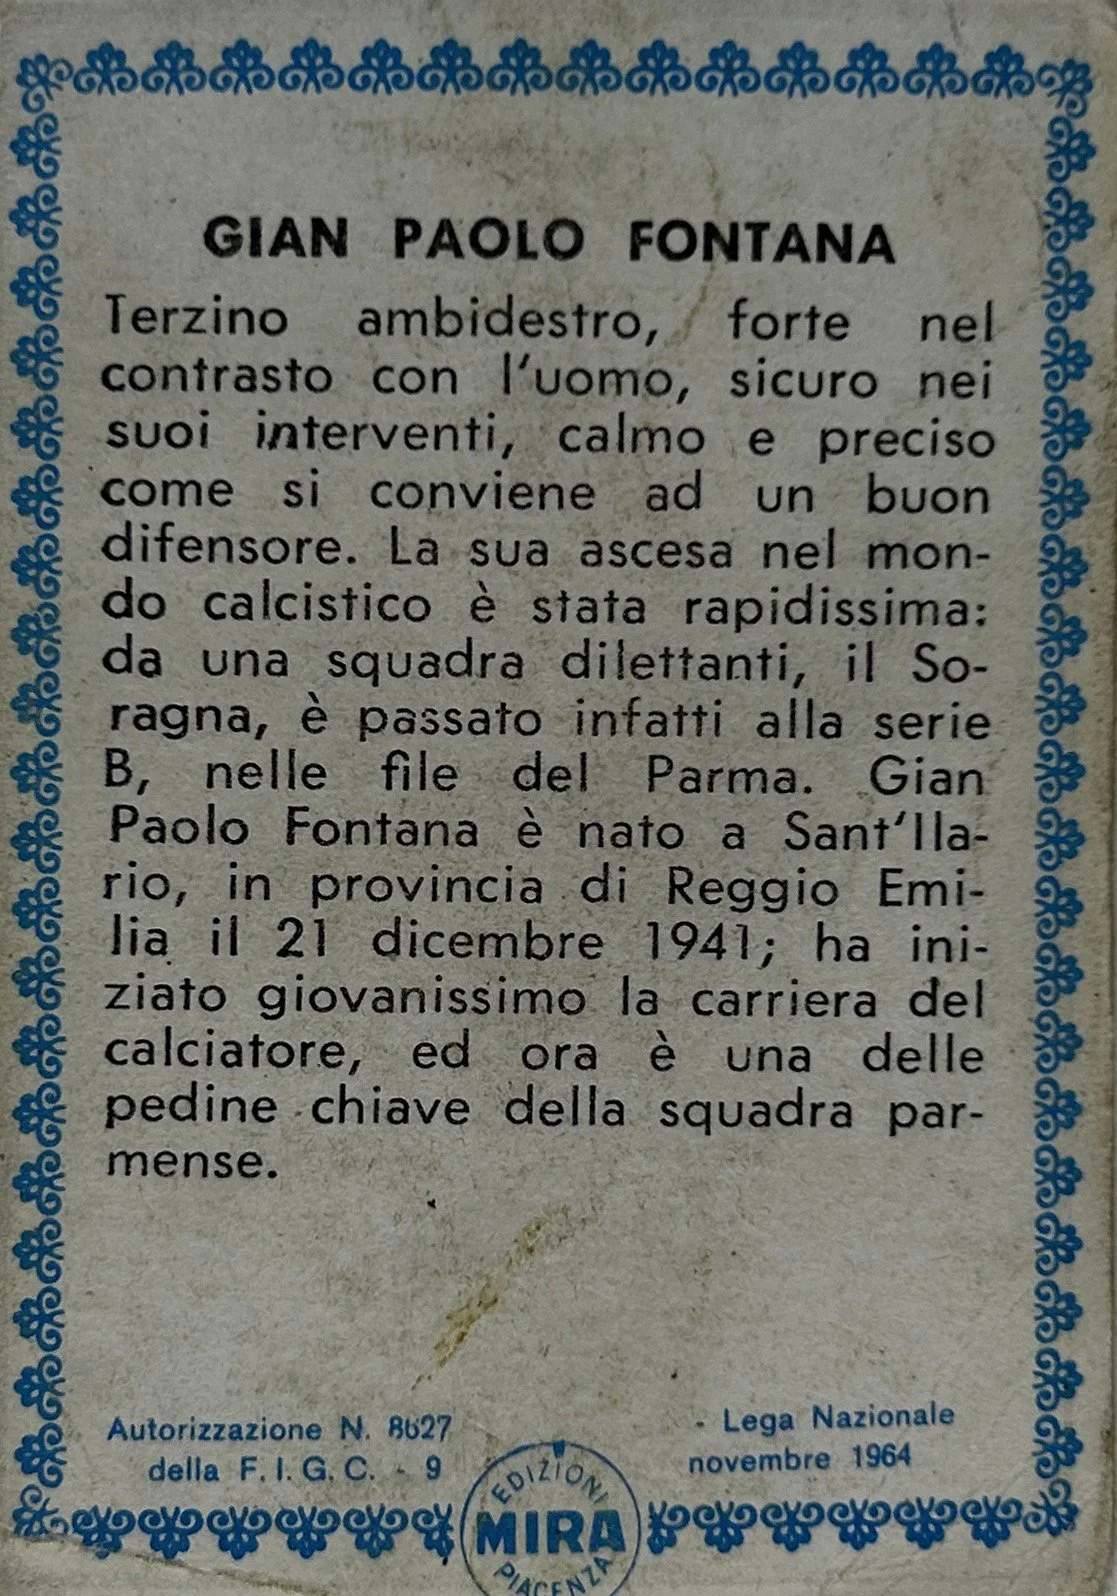 GIAN PAOLO FONTANA
Terzino ambidestro, forte nel
contrasto con l'uomo, sicuro nei
suoi interventi, calmo e preciso
come si conviene ad un buon
difensore. La sua ascesa nel mon-
do calcistico è stata rapidissima:
da una squadra dilettanti, il So-
ragna, è passato infatti alla serie
B, nelle file del Parma. Gian
Paolo Fontana è nato a Sant'Ila-
rio, in provincia di Reggio Emi-
lia il 21 dicembre 1941; ha ini-
ziato giovanissimo la carriera del
calciatore, ed ora è una delle
pedine chiave della squadra par-
mense.
Autorizzazione N. 8627 - Lega Nazionale
della F. I. G. C. - 9 novembre 1964
EDIZIONI
MIRA
PIACENZA